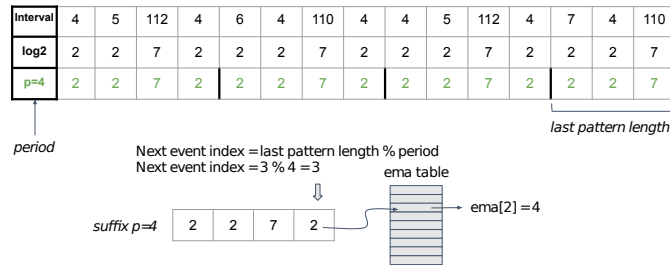 Interval 4 5 112 4 6 4 110 4 4 5 112 4 7 4 110
log2 2 2 7 2 2 2 7 2 2 2 7 2 2 2 7
p=4 2 2 7 2 2 2 7 2 2 2 7 2 2 2 7
last pattern length
period
Next event index = last pattern length % period
Next event index = 3 % 4 = 3
ema table
suffix p=4 2 2 7 2
ema[2] = 4